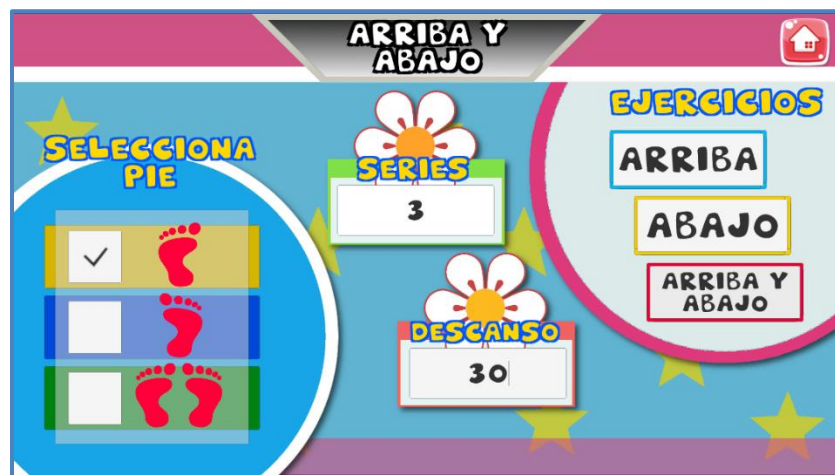 ARRIBA Y
ABAJO
SELECCIONA
PIE
SERIES
3
DESCANSO
30
EJERCICIOS
ARRIBA
ABAJO
ARRIBA Y
ABAJO